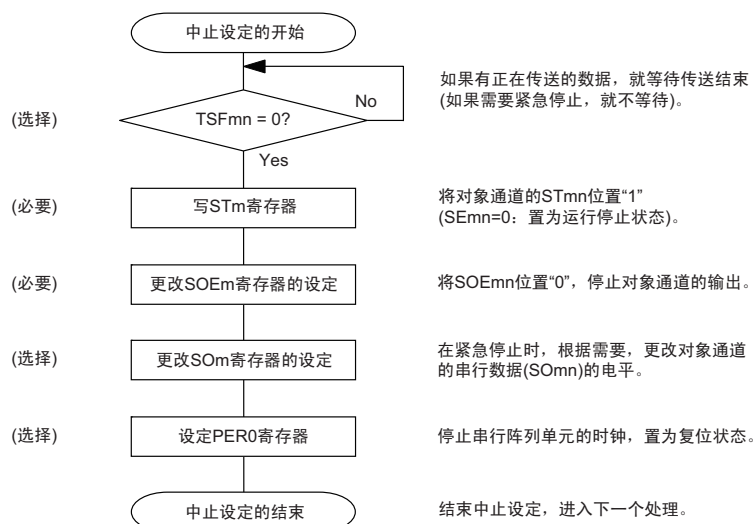 中止设定的开始
如果有正在传送的数据，就等待传送结束
(如果需要紧急停止，就不等待)。
(选择)
TSFmn = 0?
No
Yes
(必要)
写STm寄存器
将对象通道的STmn位置“1”
(SEmn=0：置为运行停止状态)。
(必要)
更改SOEm寄存器的设定
将SOEmn位置“0”，停止对象通道的输出。
(选择)
更改SOm寄存器的设定
在紧急停止时，根据需要，更改对象通道
的串行数据(SOmn)的电平。
(选择)
设定PER0寄存器
停止串行阵列单元的时钟，置为复位状态。
中止设定的结束
结束中止设定，进入下一个处理。